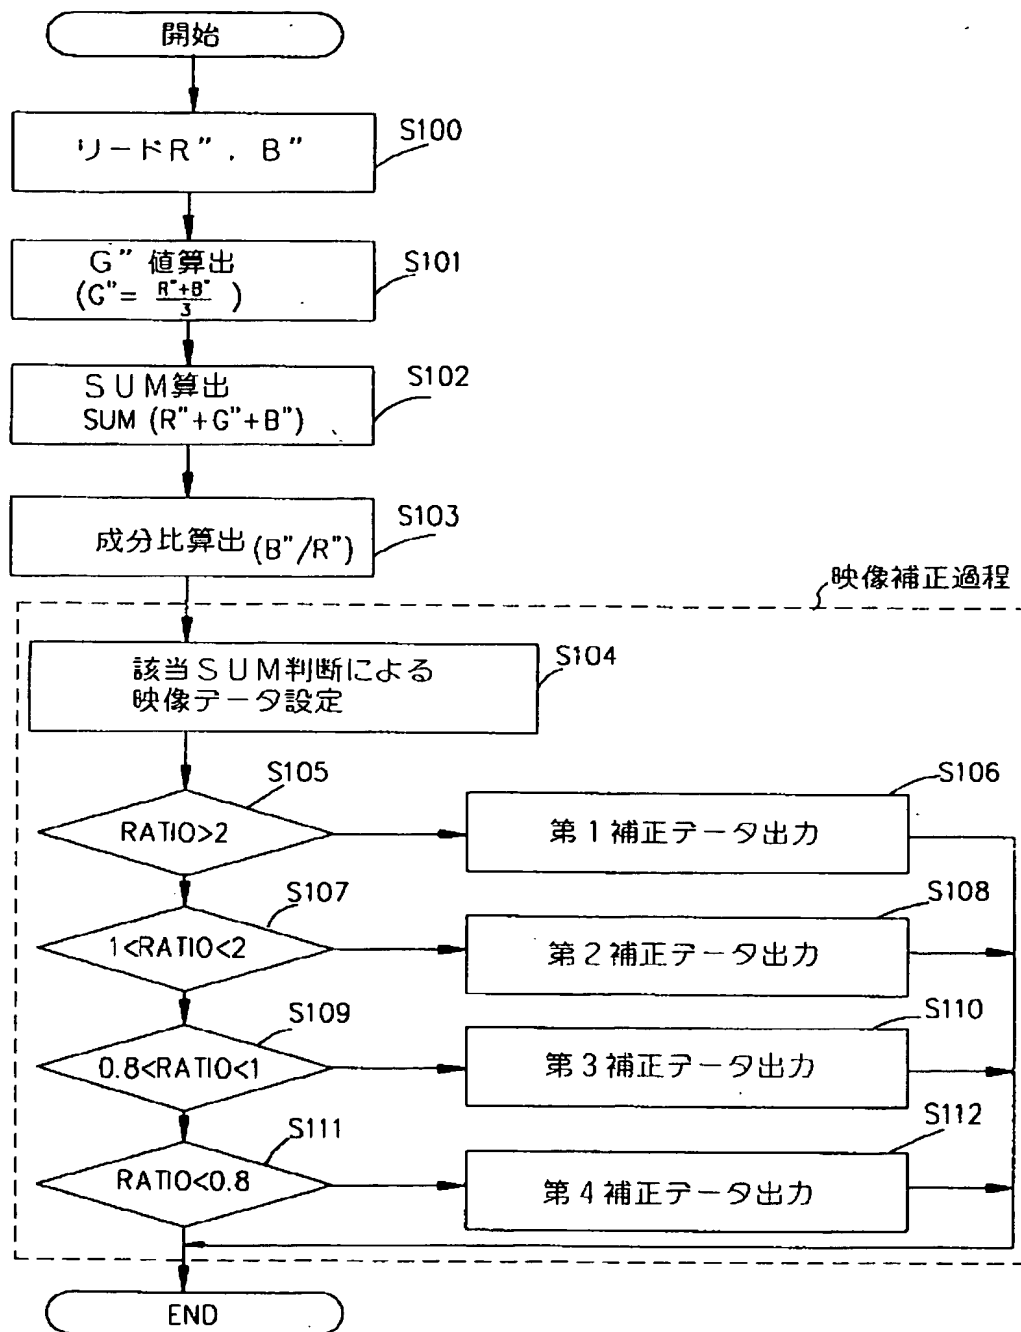 開始
リードR”, B”
S100
G” 値算出
(G"= R"+B"/3 )
S101
SUM算出
SUM (R"+G"+B")
S102
成分比算出 (B"/R")
S103
映像補正過程
該当SUM判断による
映像データ設定
S104
RATIO>2
S105
第1補正データ出力
S106
1<RATIO<2
S107
第2補正データ出力
S108
0.8<RATIO<1
S109
第3補正データ出力
S110
RATIO<0.8
S111
第4補正データ出力
S112
END